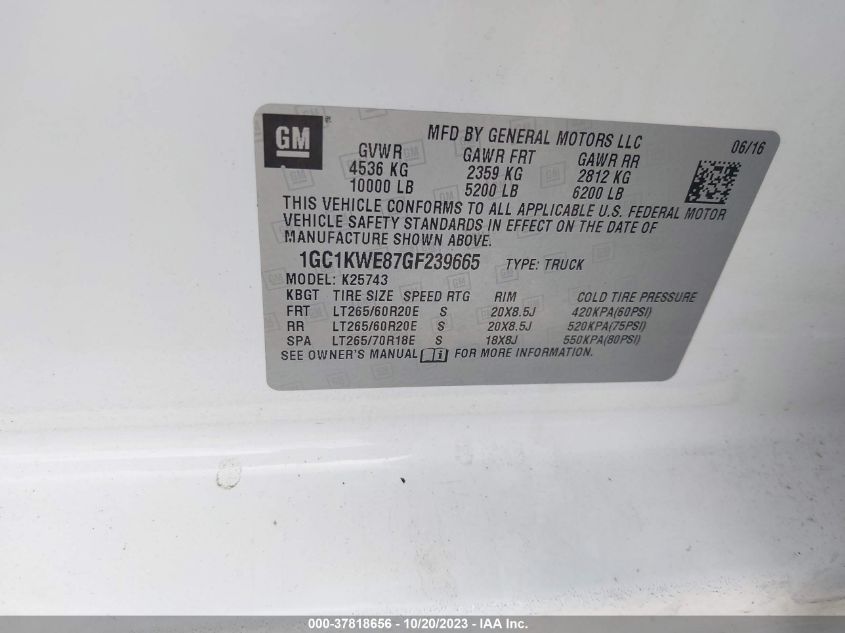 GM ®
MFD BY GENERAL MOTORS LLC 06/16
GVWR GAWR FRT GAWR RR
4536 KG 2359 KG 2812 KG
10000 LB 5200 LB 6200 LB
THIS VEHICLE CONFORMS TO ALL APPLICABLE U.S. FEDERAL MOTOR
VEHICLE SAFETY STANDARDS IN EFFECT ON THE DATE OF
MANUFACTURE SHOWN ABOVE.
1GC1KWE87GF239665 TYPE: TRUCK
MODEL: K25743
KBGT TIRE SIZE SPEED RTG RIM COLD TIRE PRESSURE
FRT LT265/60R20E S 20X8.5J 420KPA(60PSI)
RR LT265/60R20E S 20X8.5J 520KPA(75PSI)
SPA LT265/70R18E S 18X8J 550KPA(80PSI)
SEE OWNER'S MANUAL FOR MORE INFORMATION.
000-37818656 - 10/20/2023 - IAA Inc.